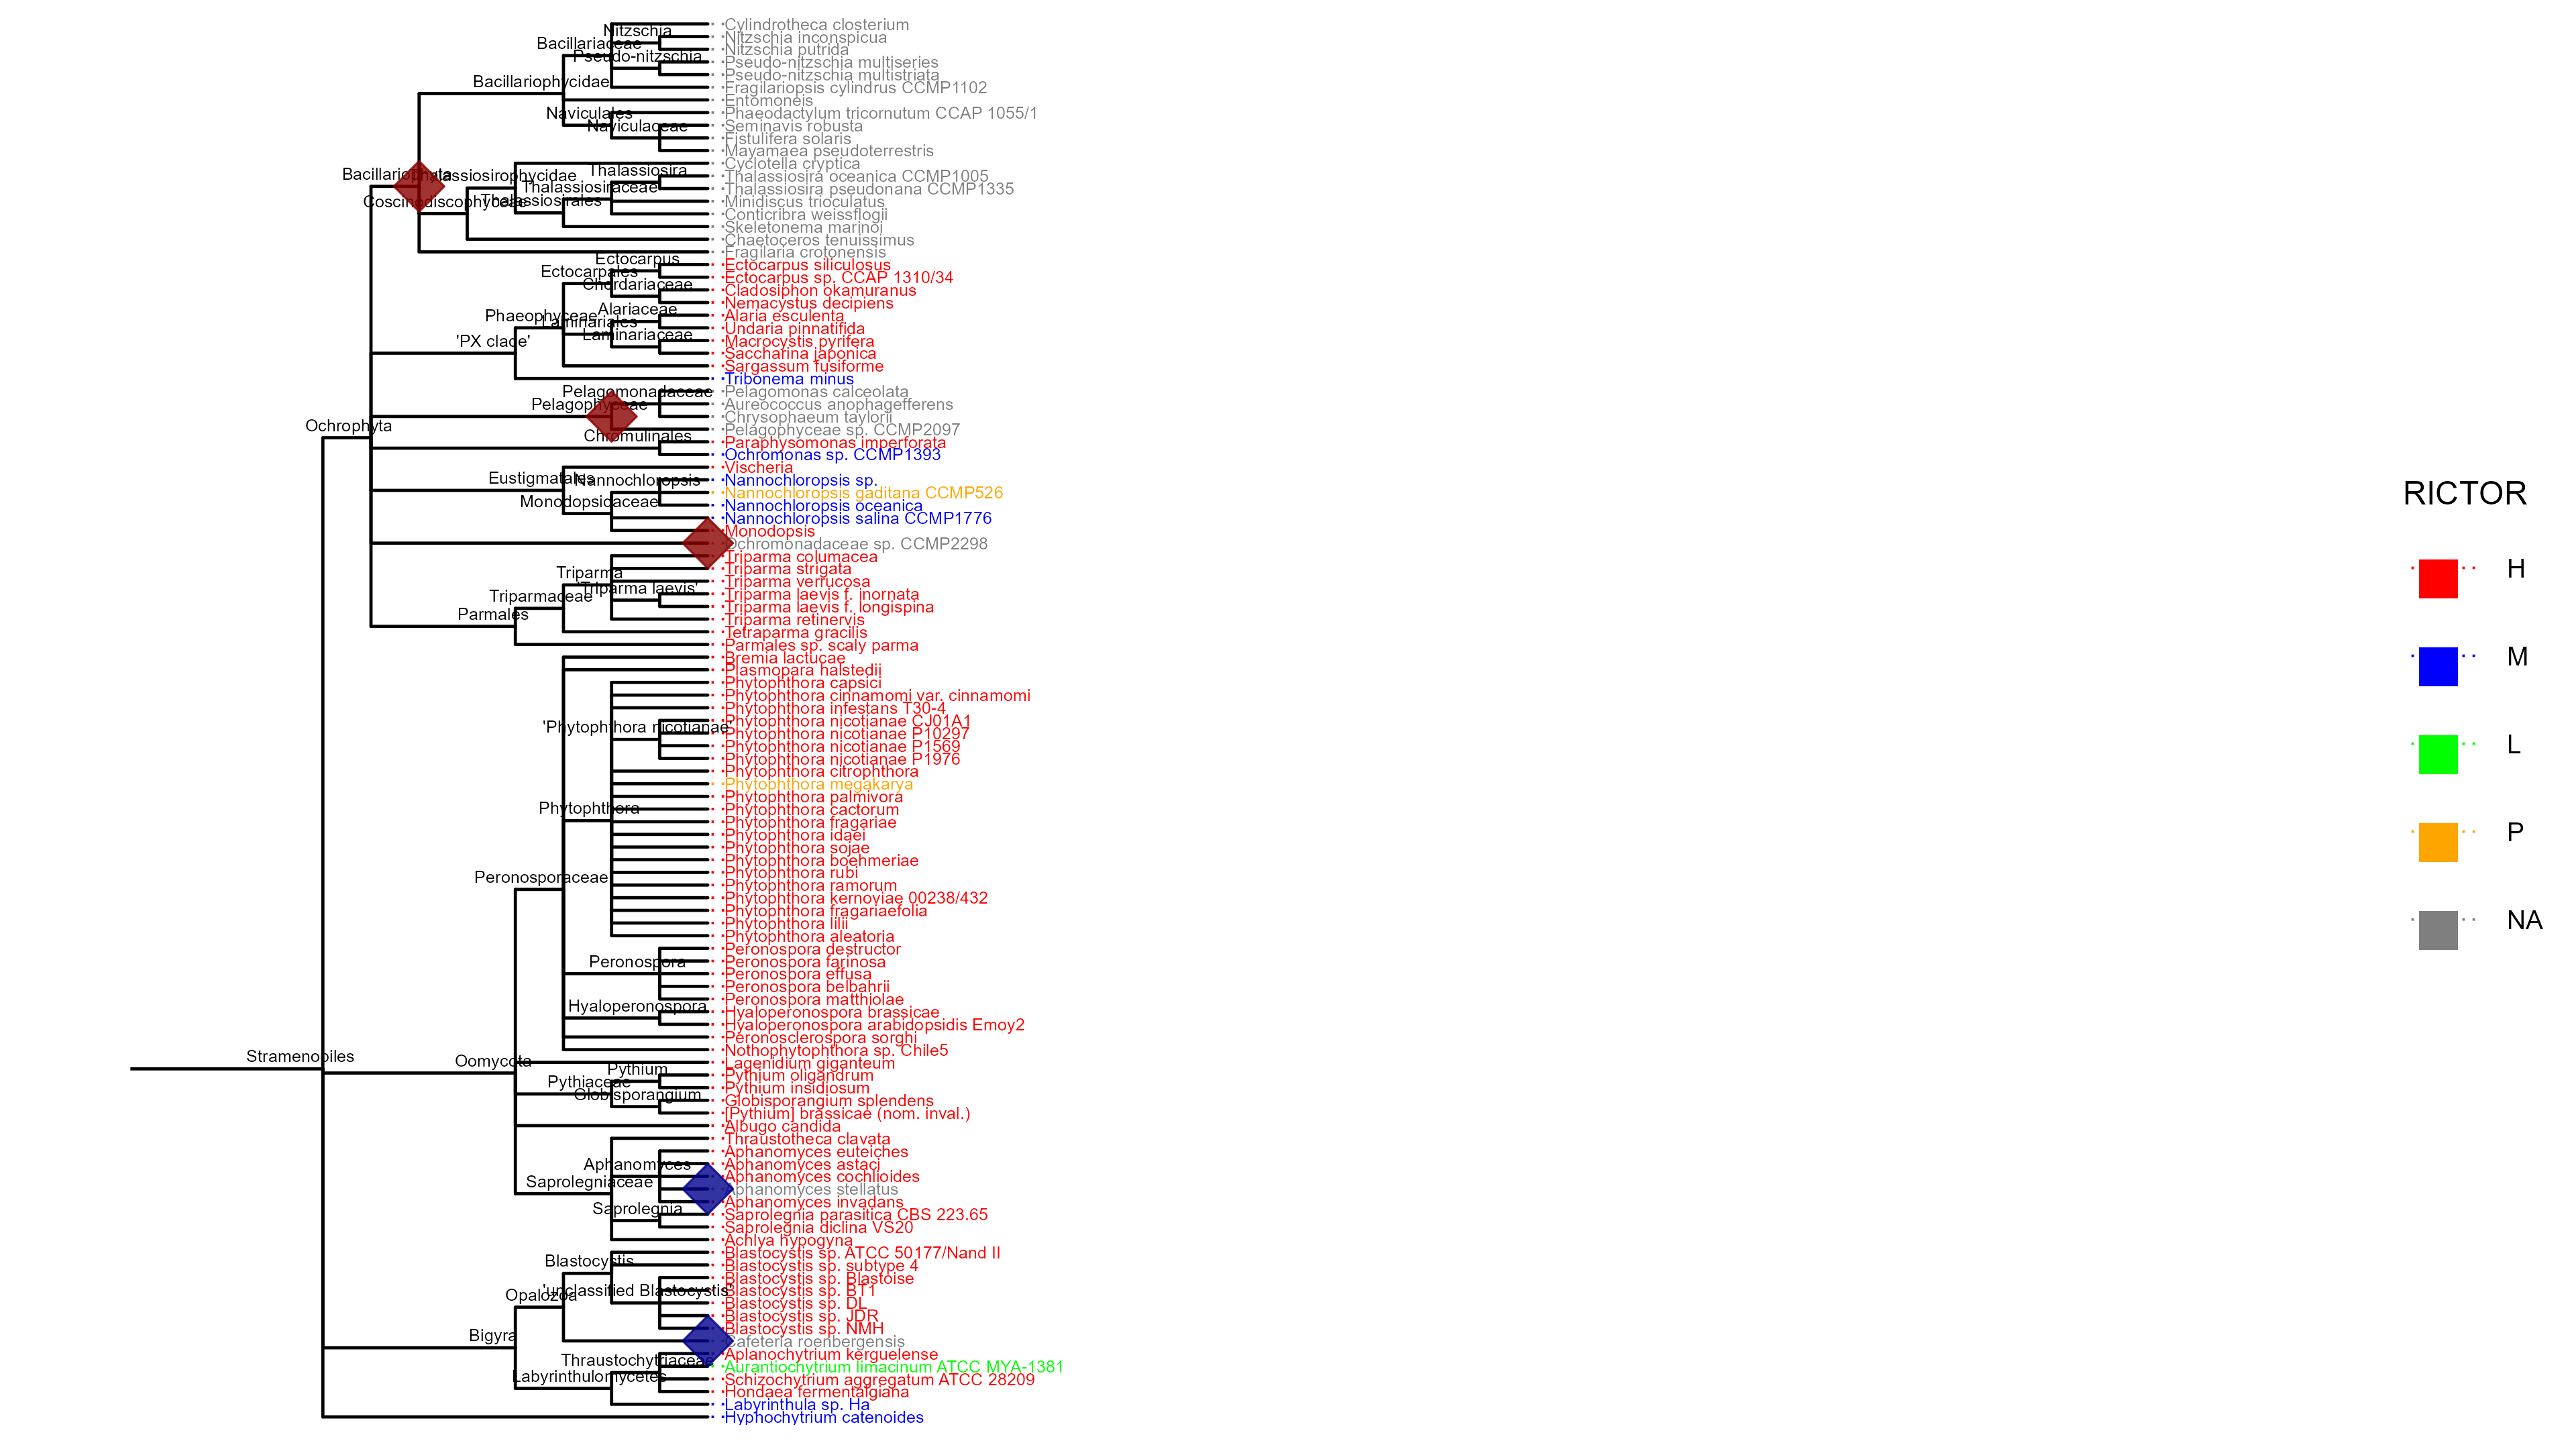 Cylindrotheca closterium
Nitzschia
Nitzschia inconspicua
Bacillariaceae
Nitzschia putrida
Pseudo-nitzschia
Pseudo-nitzschia multiseries
Pseudo-nitzschia multistriata
Bacillariophycidae
Fragilariopsis cylindrus CCMP1102
Entomoneis
Naviculales
Phaeodactylum tricornutum CCAP 1055/1
Naviculaceae
Seminavis robusta
Fistulifera solaris
Mayamaea pseudoterrestris
Cyclotella cryptica
Thalassiosira
Bacillariophyta
Thalassiosirophycidae
Thalassiosira oceanica CCMP1005
Thalassiosiraceae
Thalassiosira pseudonana CCMP1335
Coscinodiscophyceae
Thalassiosirales
Minidiscus trioculatus
Conticribra weissflogii
Skeletonema marinoi
Chaetoceros tenuissimus
Fragilaria crotonensis
Ectocarpus
Ectocarpus siliculosus
Ectocarpales
Ectocarpus sp. CCAP 1310/34
Chordariaceae
Cladosiphon okamuranus
Nemacystus decipiens
Alariaceae
Phaeophyceae
Alaria esculenta
Laminariales
Undaria pinnatifida
Laminariaceae
'PX clade'
Macrocystis pyrifera
Saccharina japonica
Sargassum fusiforme
Tribonema minus
Pelagomonadaceae
Pelagomonas calceolata
Pelagophyceae
Aureococcus anophagefferens
Chrysophaeum taylorii
Ochrophyta
Pelagophyceae sp. CCMP2097
Chromulinales
Paraphysomonas imperforata
Ochromonas sp. CCMP1393
Vischeria
Eustigmatales
Nannochloropsis
Nannochloropsis sp.
Nannochloropsis gaditana CCMP526
Monodopsidaceae
Nannochloropsis oceanica
Nannochloropsis salina CCMP1776
Monodopsis
Ochromonadaceae sp. CCMP2298
Triparma columacea
Triparma
Triparma strigata
Triparma verrucosa
'Triparma laevis'
Triparmaceae
Triparma laevis f. inornata
Triparma laevis f. longispina
Parmales
Triparma retinervis
Tetraparma gracilis
Parmales sp. scaly parma
Bremia lactucae
Plasmopara halstedii
Phytophthora capsici
Phytophthora cinnamomi var. cinnamomi
Phytophthora infestans T30-4
'Phytophthora nicotianae'
Phytophthora nicotianae CJ01A1
Phytophthora nicotianae P10297
Phytophthora nicotianae P1569
Phytophthora nicotianae P1976
Phytophthora citrophthora
Phytophthora megakarya
Phytophthora palmivora
Phytophthora
Phytophthora cactorum
Phytophthora fragariae
Phytophthora idaei
Phytophthora sojae
Phytophthora boehmeriae
Phytophthora rubi
Peronosporaceae
Phytophthora ramorum
Phytophthora kernoviae 00238/432
Phytophthora fragariaefolia
Phytophthora lilii
Phytophthora aleatoria
Peronospora destructor
Peronospora
Peronospora farinosa
Peronospora effusa
Peronospora belbahrii
Peronospora matthiolae
Hyaloperonospora
Hyaloperonospora brassicae
Hyaloperonospora arabidopsidis Emoy2
Peronosclerospora sorghi
Nothophytophthora sp. Chile5
Stramenopiles
Oomycota
Lagenidium giganteum
Pythium
Pythium oligandrum
Pythiaceae
Pythium insidiosum
Globisporangium
Globisporangium splendens
[Pythium] brassicae (nom. inval.)
Albugo candida
Thraustotheca clavata
Aphanomyces euteiches
Aphanomyces
Aphanomyces astaci
Aphanomyces cochlioides
Saprolegniaceae
Aphanomyces stellatus
Aphanomyces invadans
Saprolegnia
Saprolegnia parasitica CBS 223.65
Saprolegnia diclina VS20
Achlya hypogyna
Blastocystis sp. ATCC 50177/Nand II
Blastocystis
Blastocystis sp. subtype 4
Blastocystis sp. Blastoise
'unclassified Blastocystis'
Blastocystis sp. BT1
Opalozoa
Blastocystis sp. DL
Blastocystis sp. JDR
Blastocystis sp. NMH
Bigyra
Cafeteria roenbergensis
Aplanochytrium kerguelense
Thraustochytriaceae
Aurantiochytrium limacinum ATCC MYA-1381
Labyrinthulomycetes
Schizochytrium aggregatum ATCC 28209
Hondaea fermentalgiana
Labyrinthula sp. Ha
Hyphochytrium catenoides
RICTOR
H
M
L
P
NA